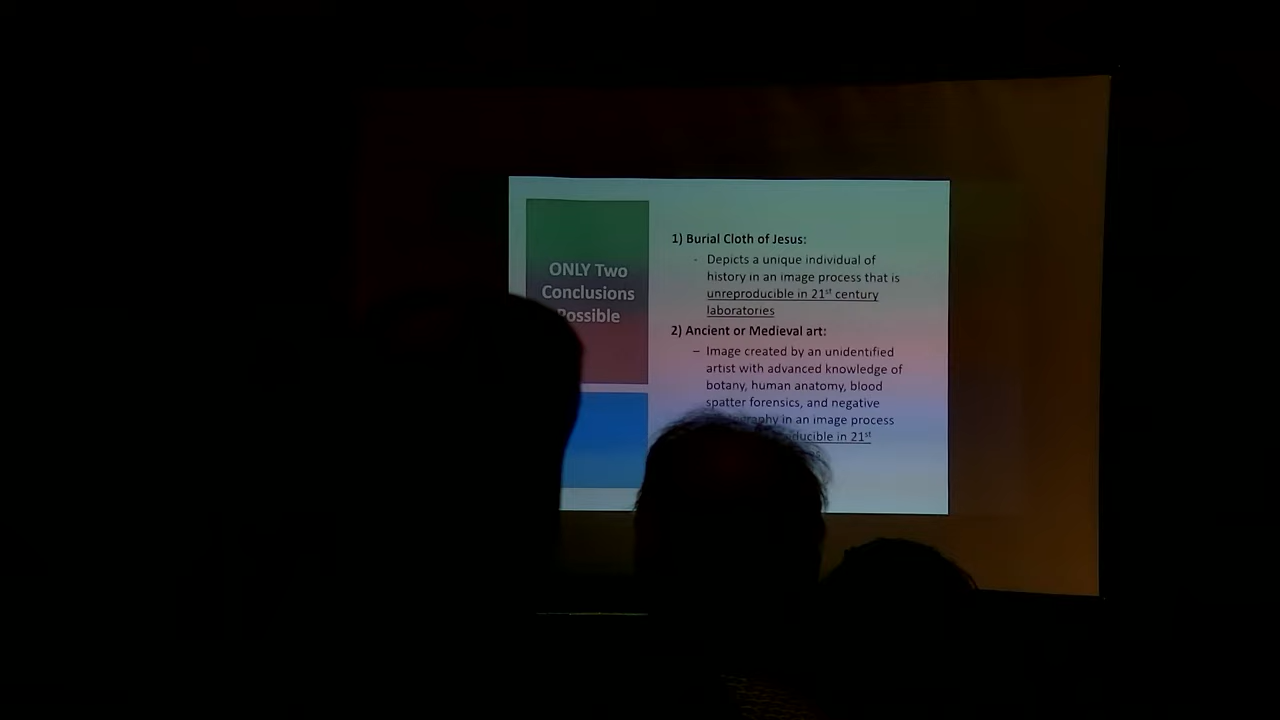 ONLY Two
Conclusions
Possible
1) Burial Cloth of Jesus:
- Depicts a unique individual of
history in an image process that is
unreproducible in 21st century
laboratories
2) Ancient or Medieval art:
– Image created by an unidentified
artist with advanced knowledge of
botany, human anatomy, blood
spatter forensics, and negative
in an image process
in 21st